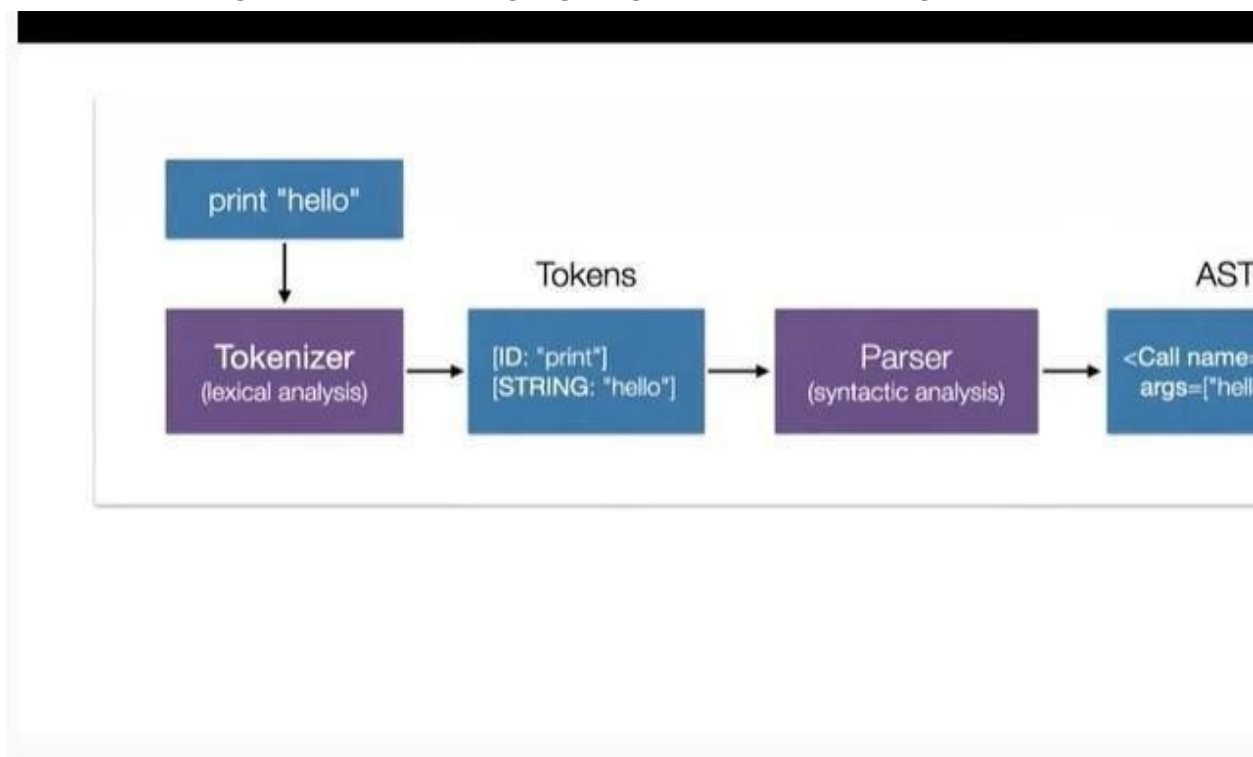 print "hello"
Tokens
AST
Tokenizer
(lexical analysis)
[ID: "print"]
[STRING: "hello"]
Parser
(syntactic analysis)
<Call name=
args=["hell